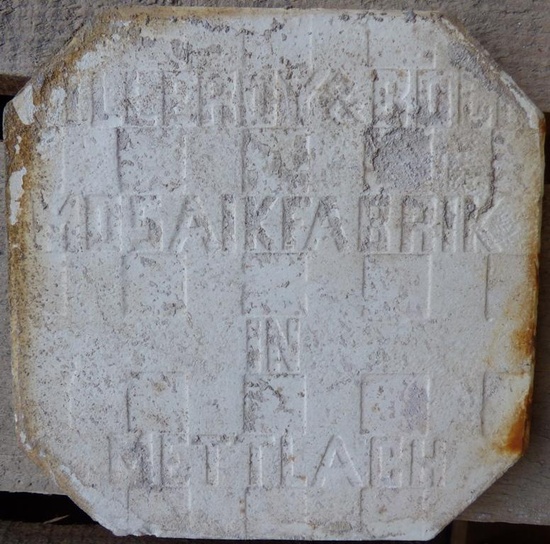 VILLEROY & BOCH
MOSAIKFABRIK
IN
METTLACH